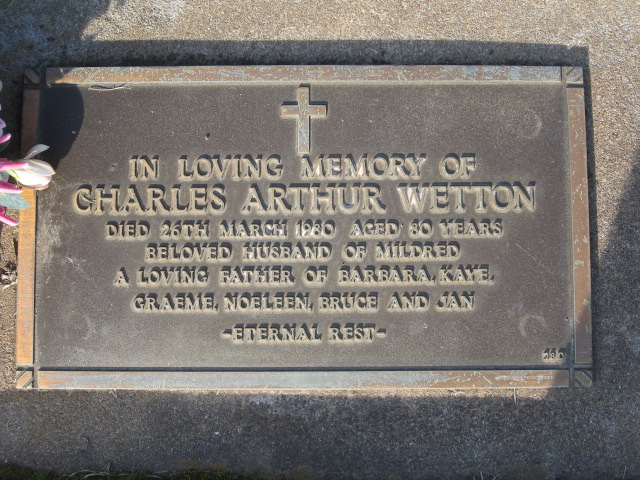 IN LOVING MEMORY OF
CHARLES ARTHUR WETTON
DIED 26TH MARCH 1980 AGED 80 YEARS
BELOVED HUSBAND OF MILDRED
A LOVING FATHER OF BARBARA, KAYE,
GRAEME, NOELEEN, BRUCE AND JAN
-ETERNAL REST-